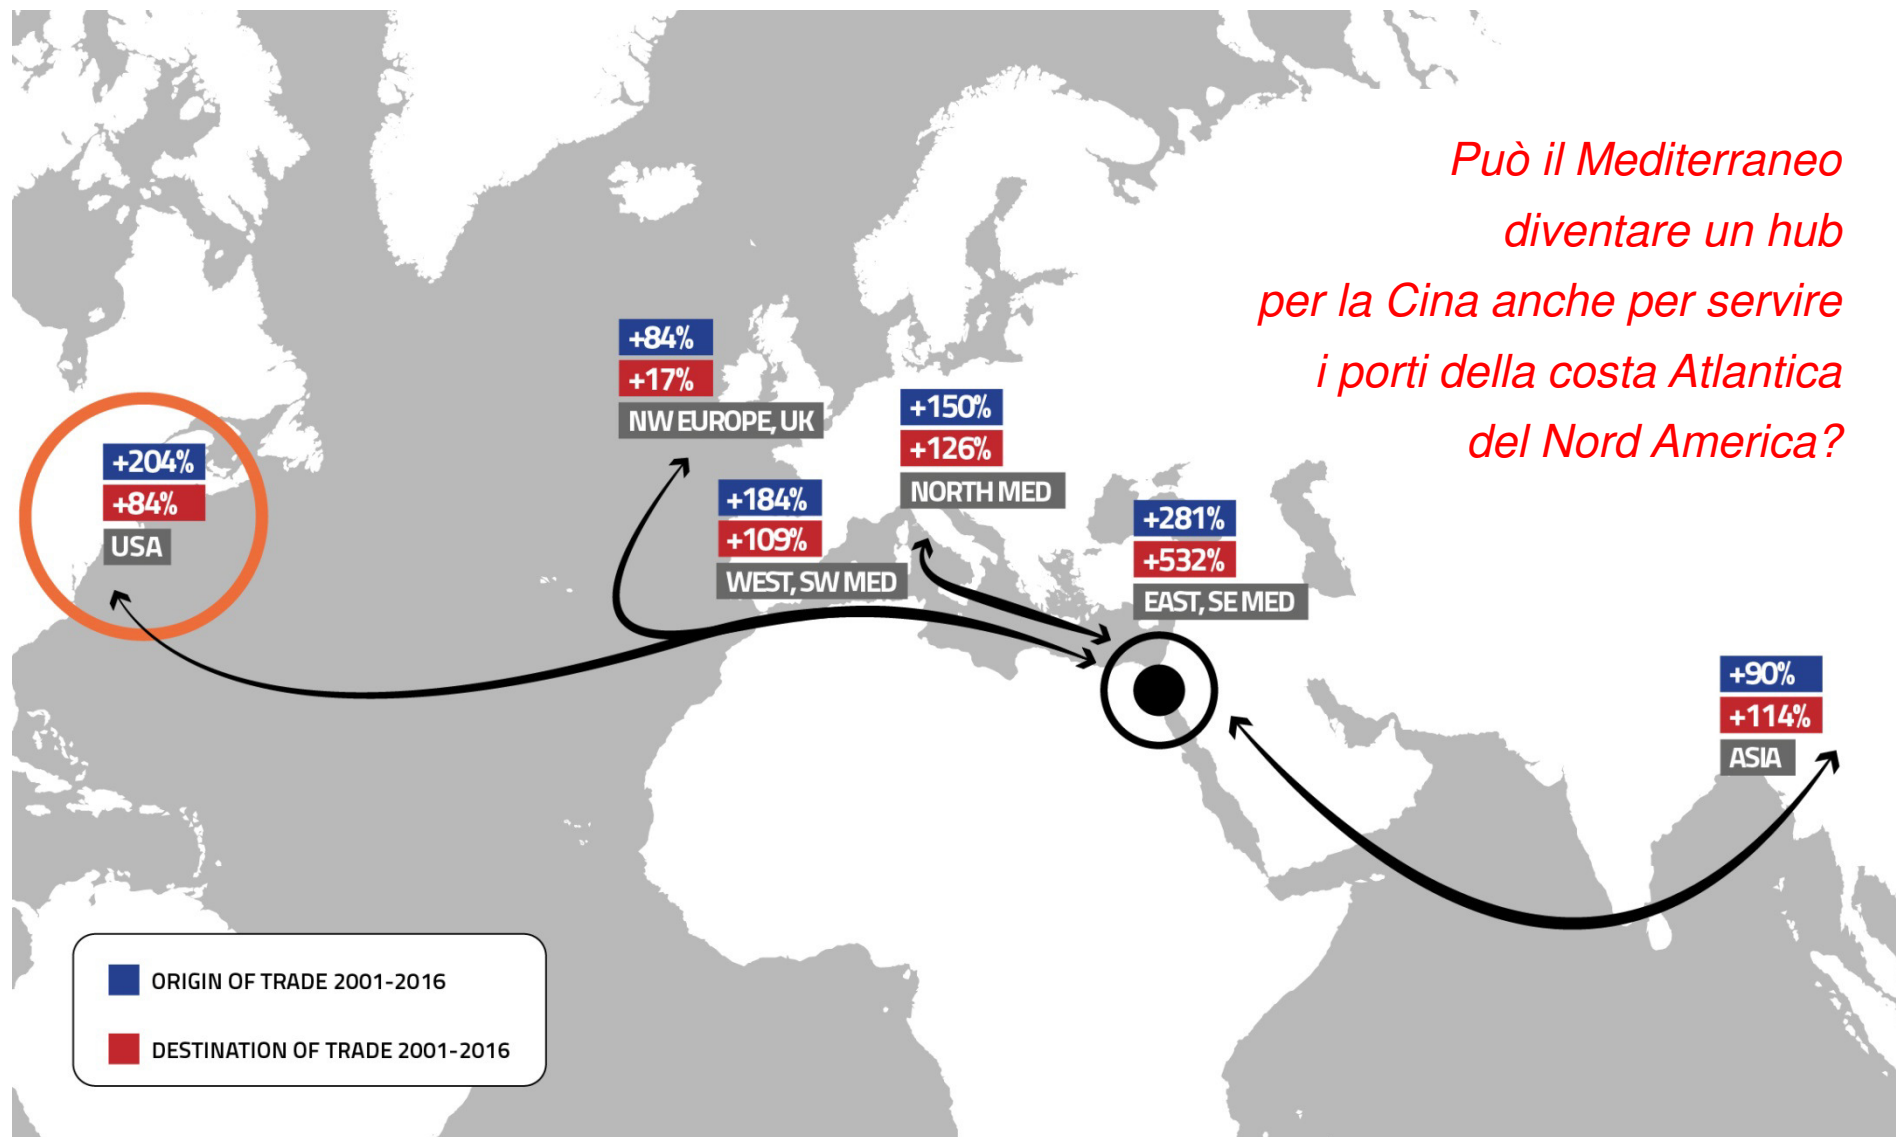 Può il Mediterraneo
diventare un hub
per la Cina anche per servire
i porti della costa Atlantica
del Nord America?
+84%
+17%
NW EUROPE, UK
+150%
+126%
NORTH MED
+204%
+84%
USA
+184%
+109%
WEST, SW MED
+281%
+532%
EAST, SE MED
+90%
+114%
ASIA
ORIGIN OF TRADE 2001-2016
DESTINATION OF TRADE 2001-2016